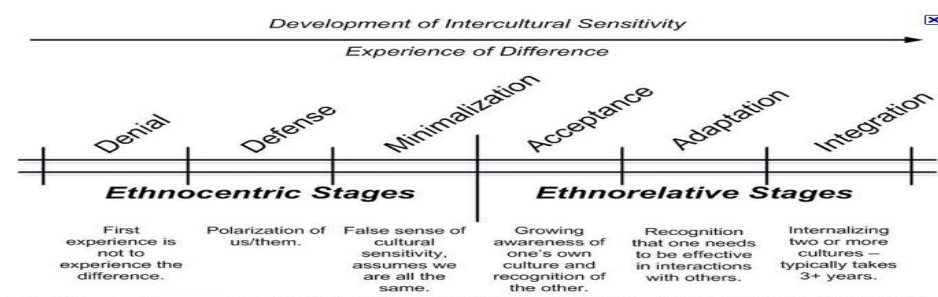 Development of Intercultural Sensitivity
Experience of Difference
Denial
Defense
Minimalization
Acceptance
Adaptation
Integration
Ethnocentric Stages
Ethnorelative Stages
First
experience is
not to
experience the
difference.
Polarization of
us/them.
False sense of
cultural
sensitivity,
assumes we
are all the
same.
Growing
awareness of
one's own
culture and
recognition of
the other.
Recognition
that one needs
to be effective
in interactions
with others.
Internalizing
two or more
cultures –
typically takes
3+ years.